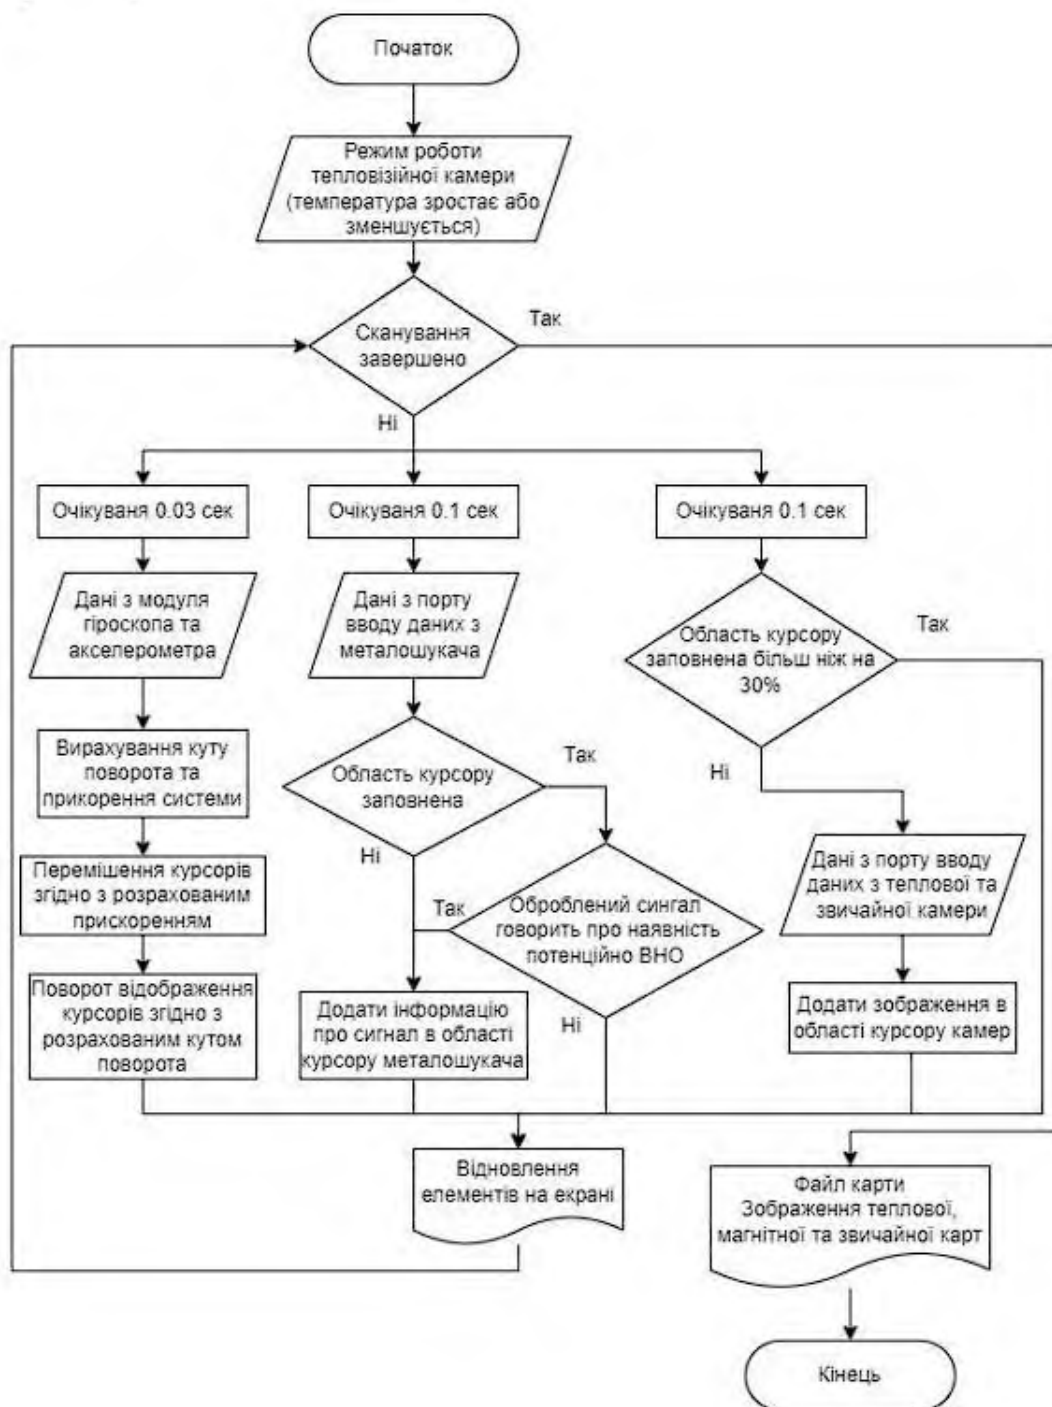 Початок
Режим роботи
тепловізійної камери
(температура зростає або
зменшується)
Сканування
завершено
Так
Ні
Очікуваня 0.03 сек
Очікуваня 0.1 сек
Очікуваня 0.1 сек
Дані з модуля
гіроскопа та
акселерометра
Вирахування куту
поворота та
прикорення системи
Перемішення курсорів
згідно з розрахованим
прискоренням
Поворот відображення
курсорів згідно з
розрахованим кутом
поворота
Дані з порту
вводу даних з
металошукача
Область курсору
заповнена
Так
Ні
Оброблений сингал
говорить про наявність
потенційно ВНО
Так
Ні
Додати інформацію
про сигнал в області
курсору металошукача
Область курсору
заповнена більш ніж на
30%
Так
Ні
Дані з порту вводу
даних з теплової та
звичайної камери
Додати зображення в
області курсору камер
Відновлення
елементів на екрані
Файл карти
Зображення теплової,
магнітної та звичайної карт
Кінець